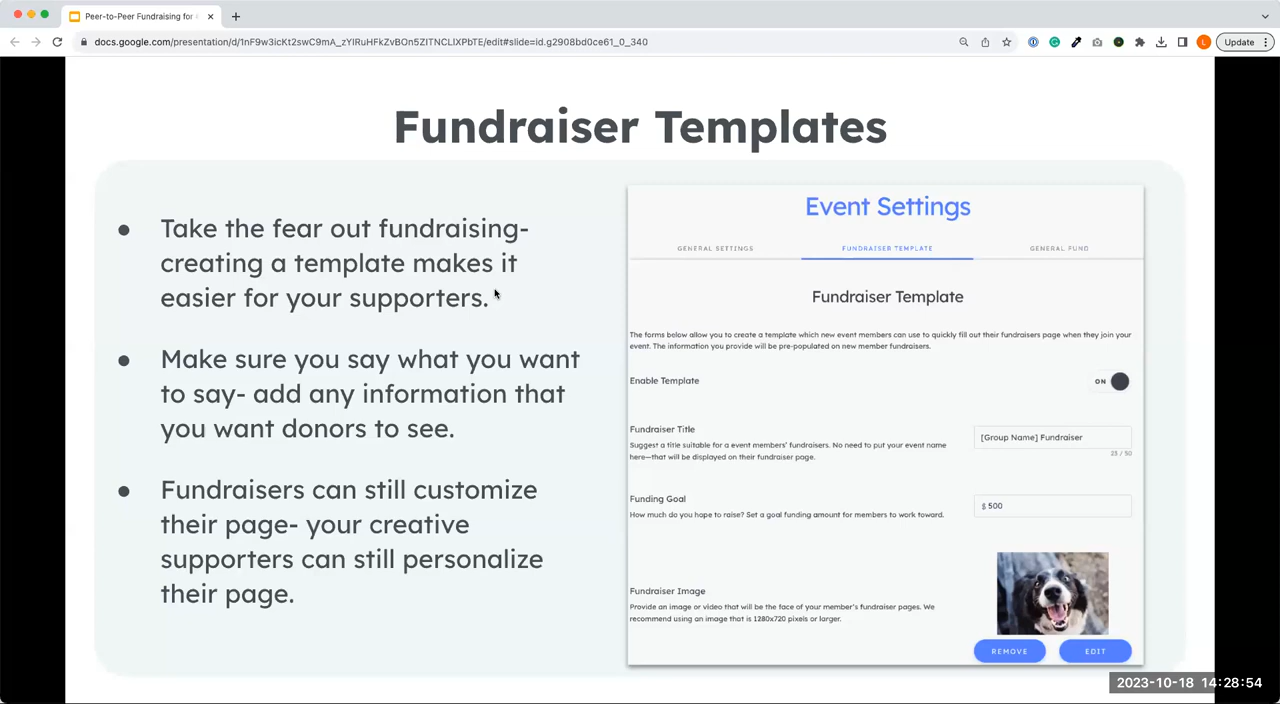 Peer-to-Peer Fundraising for
docs.google.com/presentation/d/1nF9w3icKt2swC9mA_zYlRuHFkZvBOn5ZITNCLIXPbTE/edit#slide=id.g2908bd0ce61_0_340
L
Update
Fundraiser Templates
Take the fear out fundraising-
creating a template makes it
easier for your supporters.
Make sure you say what you want
to say- add any information that
you want donors to see.
Fundraisers can still customize
their page- your creative
supporters can still personalize
their page.
Event Settings
GENERAL SETTINGS
FUNDRAISER TEMPLATE
GENERAL FUND
Fundraiser Template
The forms below allow you to create a template which new event members can use to quickly fill out their fundraisers page when they join your
event. The information you provide will be pre-populated on new member fundraisers.
Enable Template
ON
Fundraiser Title
Suggest a title suitable for a event members' fundraisers. No need to put your event name
here—that will be displayed on their fundraiser page.
[Group Name] Fundraiser
23 / 50
Funding Goal
How much do you hope to raise? Set a goal funding amount for members to work toward.
$ 500
Fundraiser Image
Provide an image or video that will be the face of your member's fundraiser pages. We
recommend using an image that is 1280x720 pixels or larger.
REMOVE
EDIT
2023-10-18 14:28:54